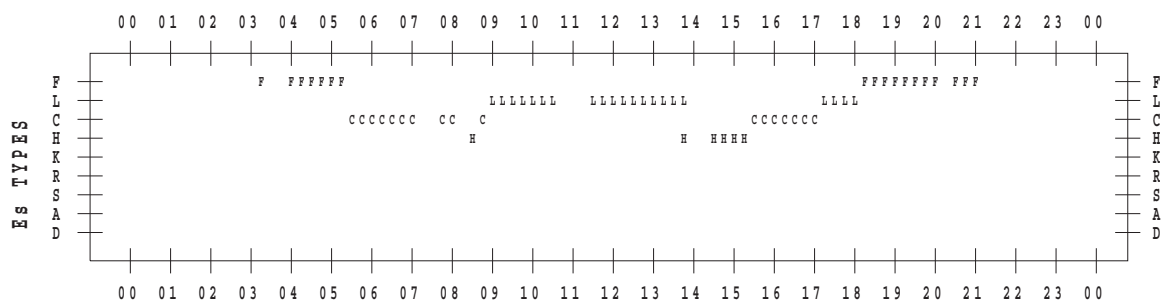 00 01 02 03 04 05 06 07 08 09 10 11 12 13 14 15 16 17 18 19 20 21 22 23 00
Es TYPES
F F FFFFFF FFFFFFFF FFF F
L LLLLLLL LLLLLLLLLL LLLL L
C CCCCCCC CC C CCCCCCC C
H H H HHHH H
K K
R R
S S
A A
D D
00 01 02 03 04 05 06 07 08 09 10 11 12 13 14 15 16 17 18 19 20 21 22 23 00